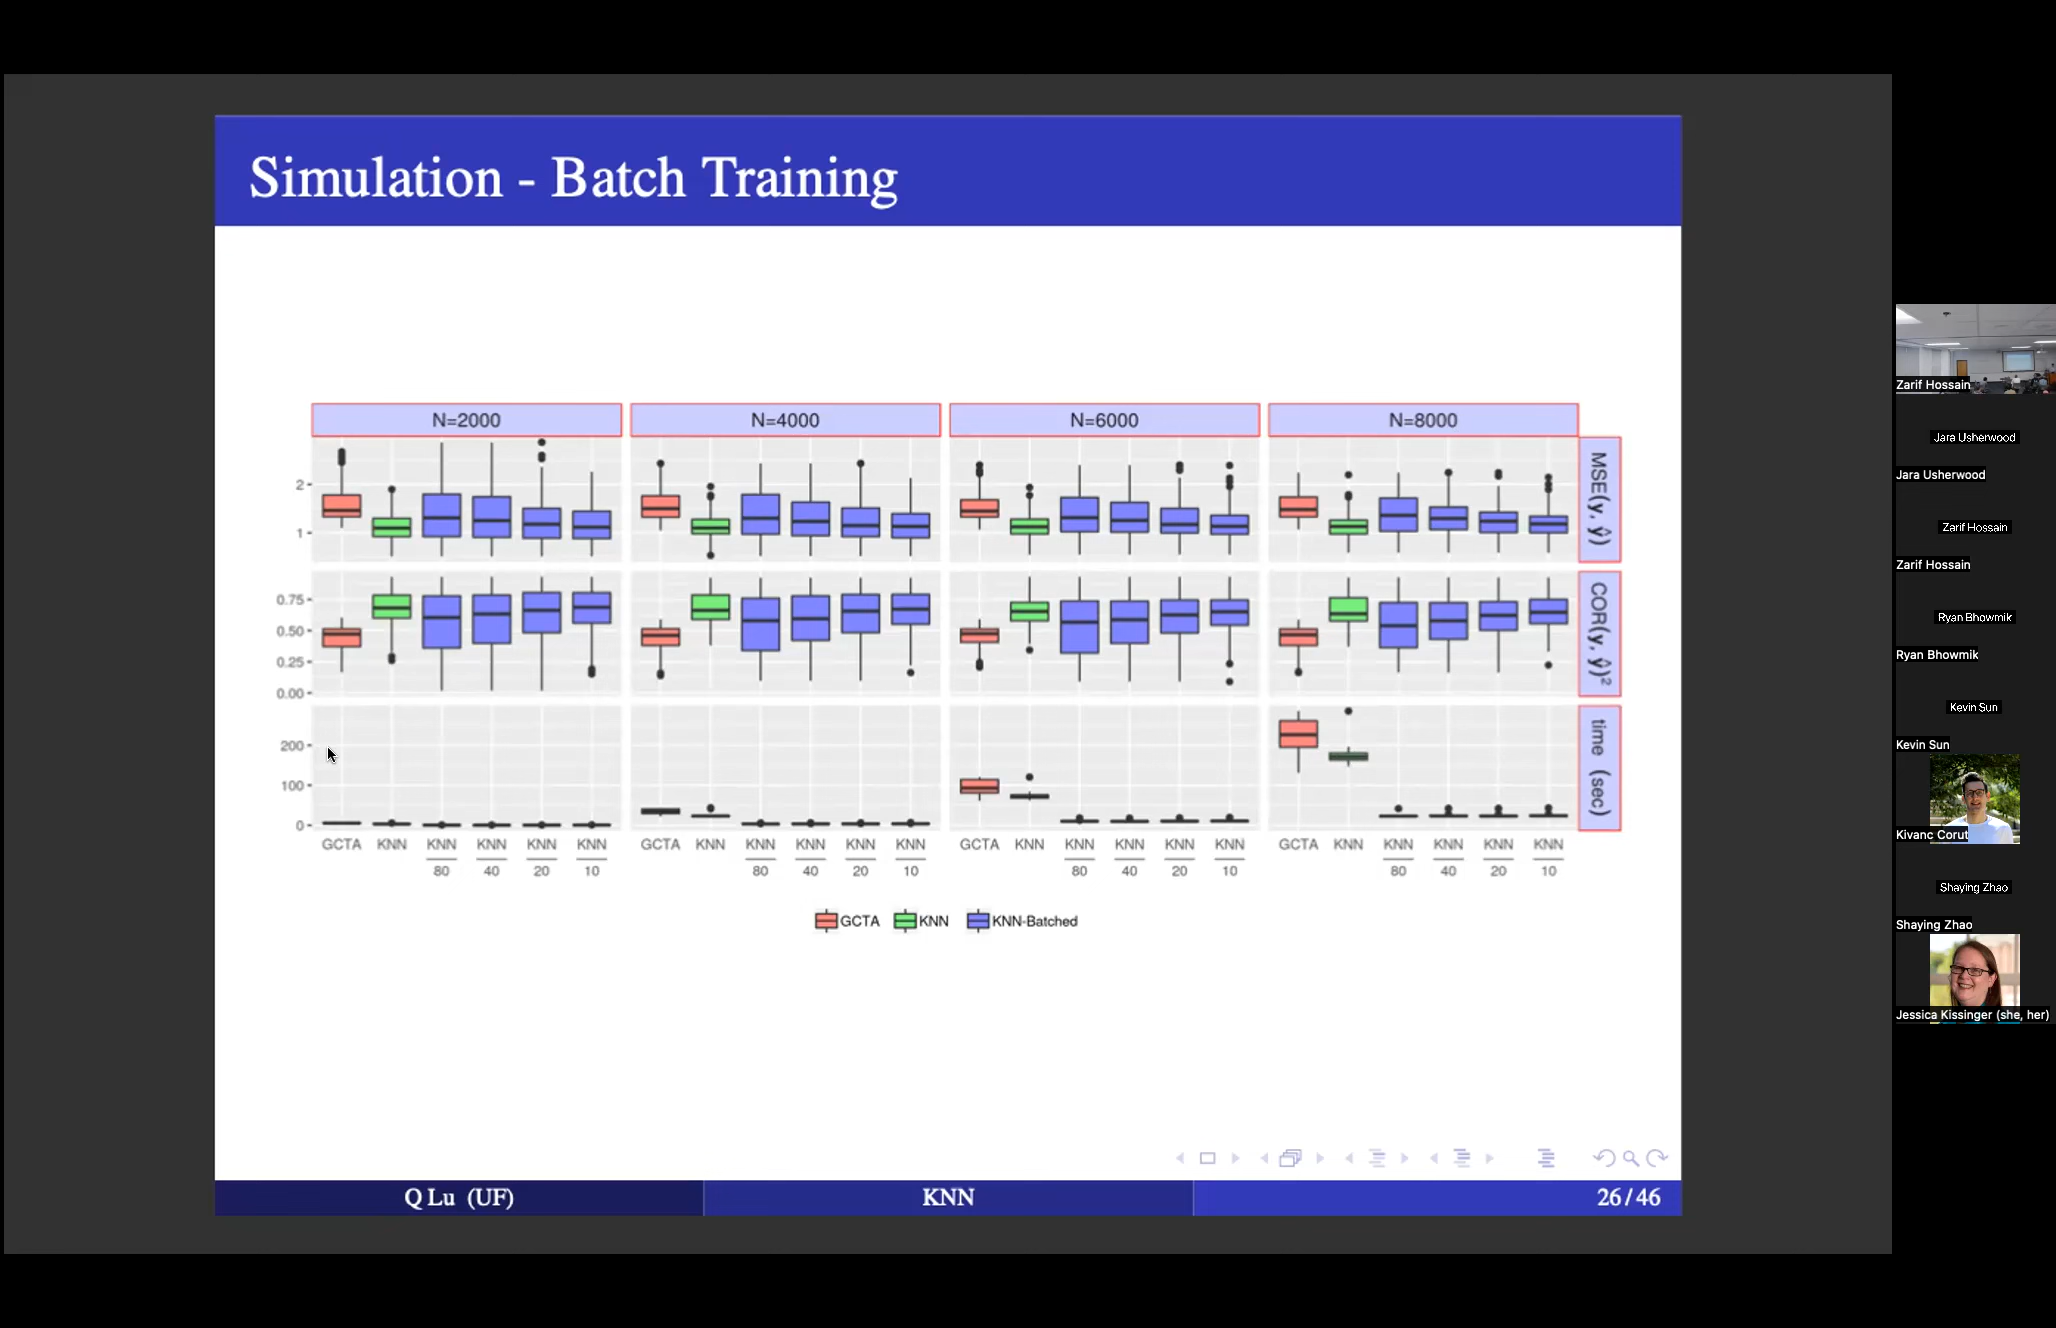 Simulation - Batch Training
N=2000 N=4000 N=6000 N=8000
2
1
MSE(y, ŷ)
0.75
0.50
0.25
0.00
COR(y, ŷ)²
200
100
0
time (sec)
GCTA KNN KNN KNN KNN KNN GCTA KNN KNN KNN KNN KNN GCTA KNN KNN KNN KNN KNN GCTA KNN KNN KNN KNN KNN
80 40 20 10 80 40 20 10 80 40 20 10 80 40 20 10
GCTA KNN KNN-Batched
Q Lu (UF) KNN 26/46
Zarif Hossain
Jara Usherwood
Jara Usherwood
Zarif Hossain
Zarif Hossain
Ryan Bhowmik
Ryan Bhowmik
Kevin Sun
Kevin Sun
Kivanc Corut
Shaying Zhao
Shaying Zhao
Jessica Kissinger (she, her)